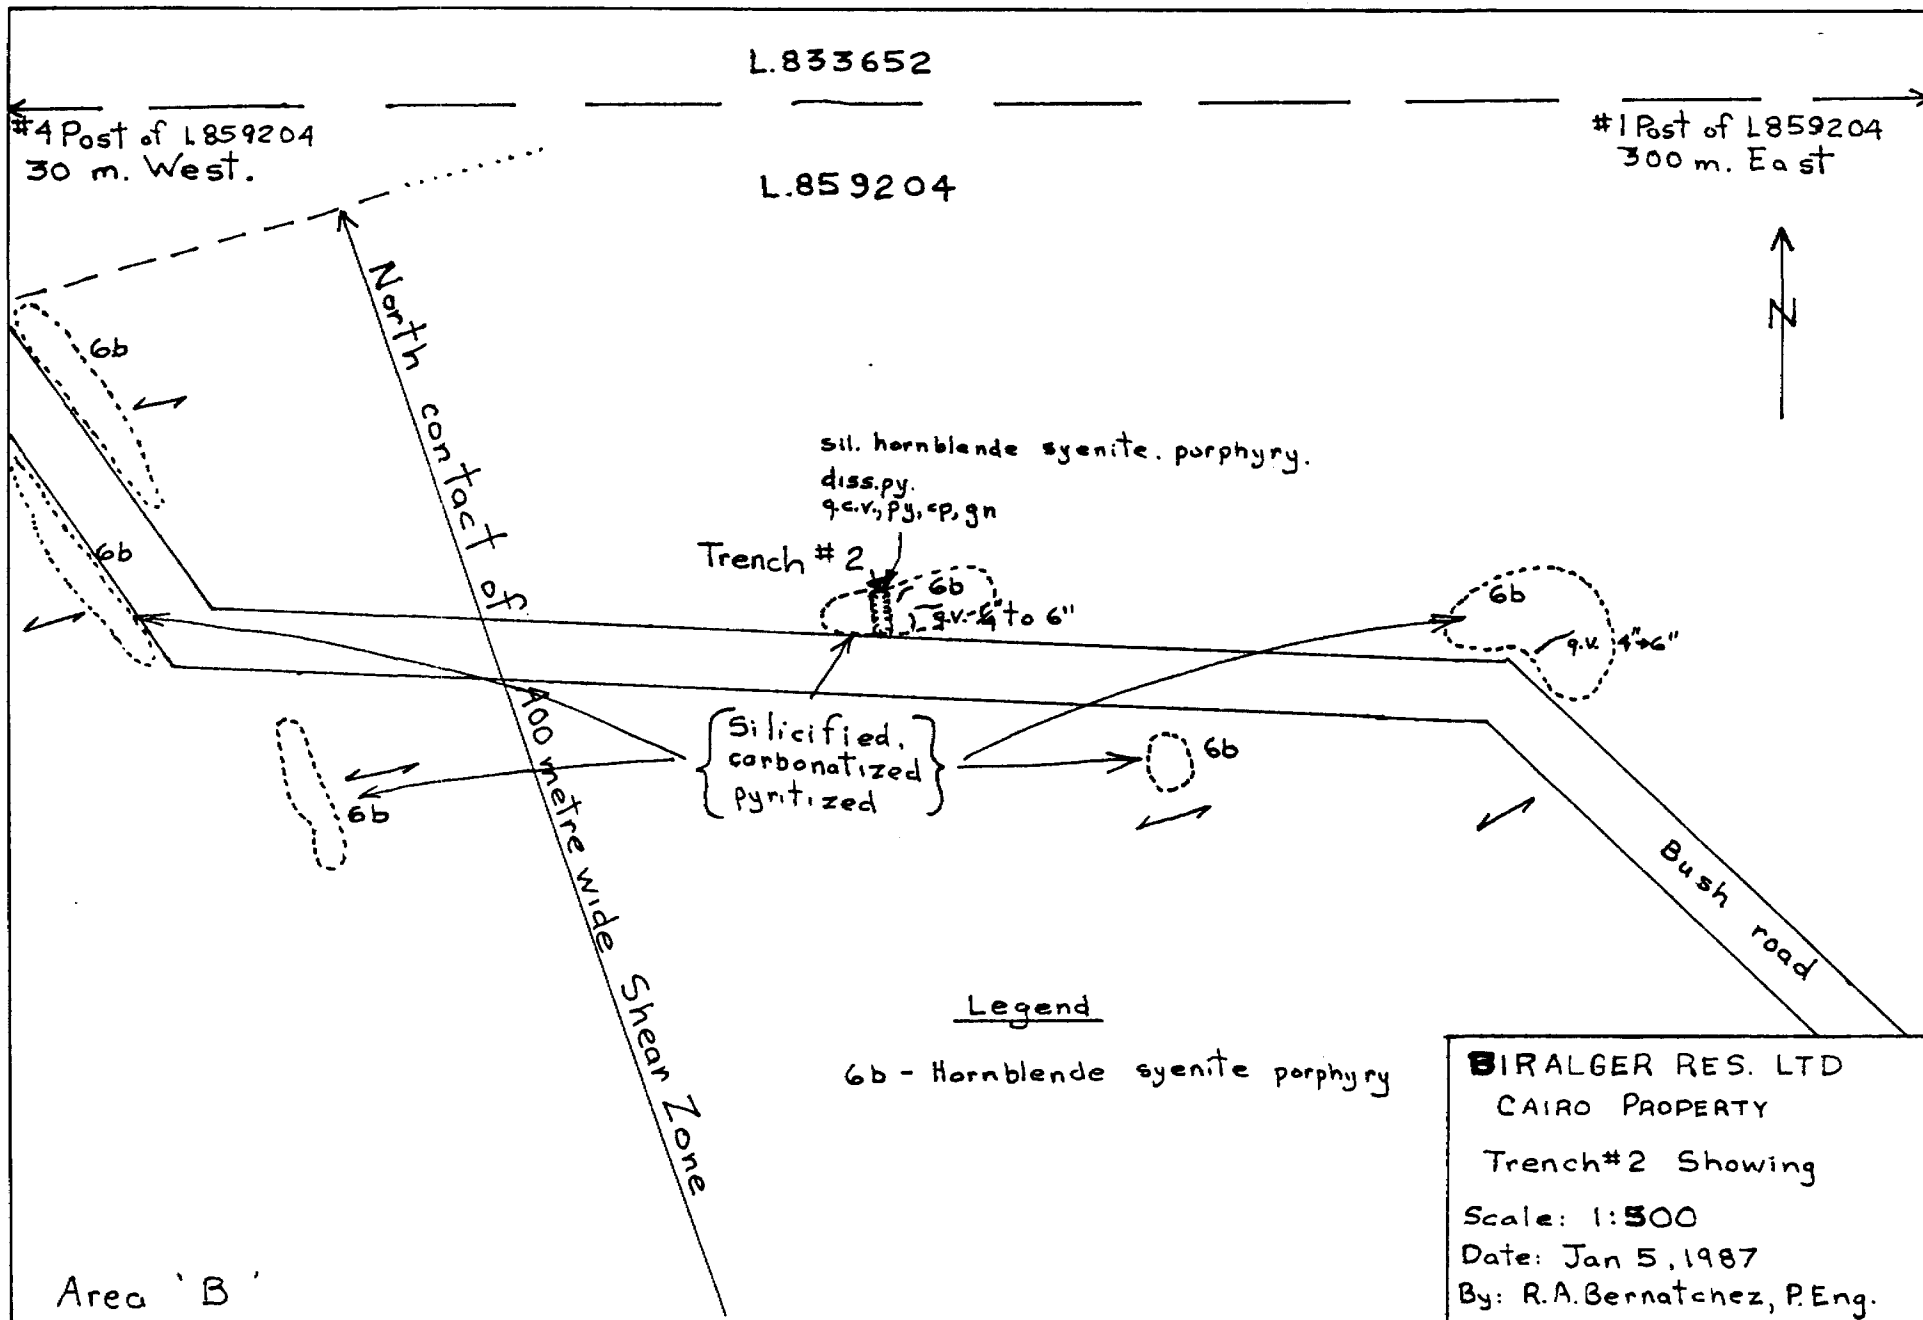 L.833652
#4 Post of L859204
30 m. West.
#1 Post of L859204
300 m. East
L.859204
N
6b
North contact of 400 metre wide Shear Zone
sil. hornblende syenite. porphyry.
diss. py.
q.c.v., py, cp, gn
6b
Trench #2
6b
q.v. to 6"
6b
q.v. 4"→6"
Silicified,
carbonatized
pyritized
6b
6b
Bush road
Legend
6b - Hornblende syenite porphyry
BIRALGER RES. LTD
CAIRO PROPERTY
Trench #2 Showing
Scale: 1:500
Date: Jan 5, 1987
By: R.A. Bernatchez, P.Eng.
Area 'B'